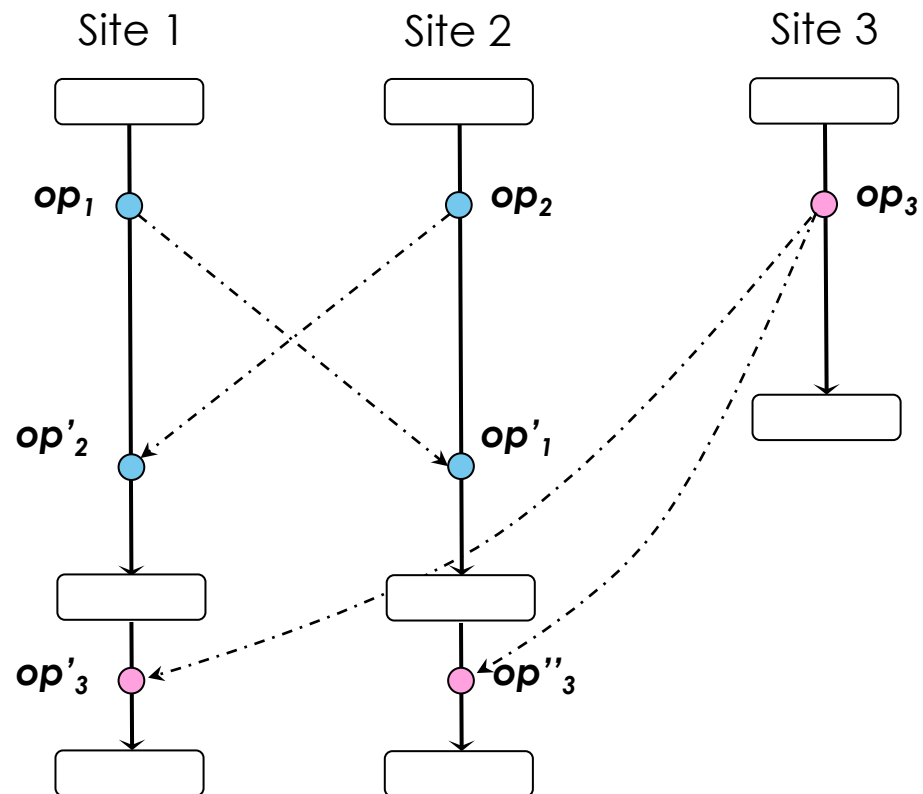 Site 1 Site 2 Site 3
op₁ op₂ op₃
op'₂ op'₁
op'₃ op''₃